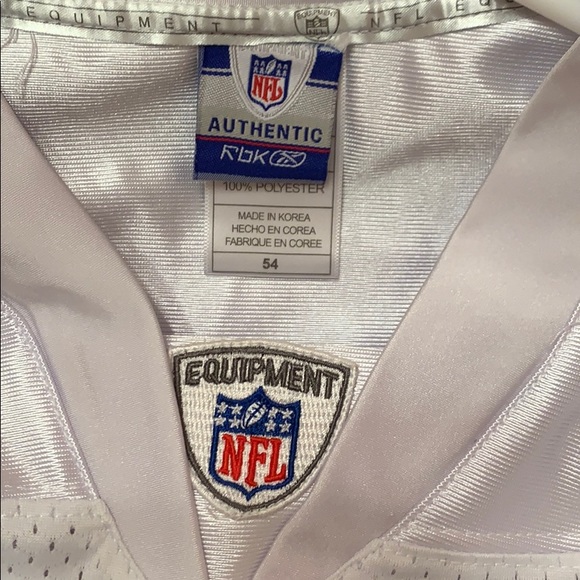 EQUIPMENT
NFL EQ
NFL
AUTHENTIC
Rbk
100% POLYESTER
MADE IN KOREA
HECHO EN COREA
FABRIQUE EN COREE
54
EQUIPMENT
NFL